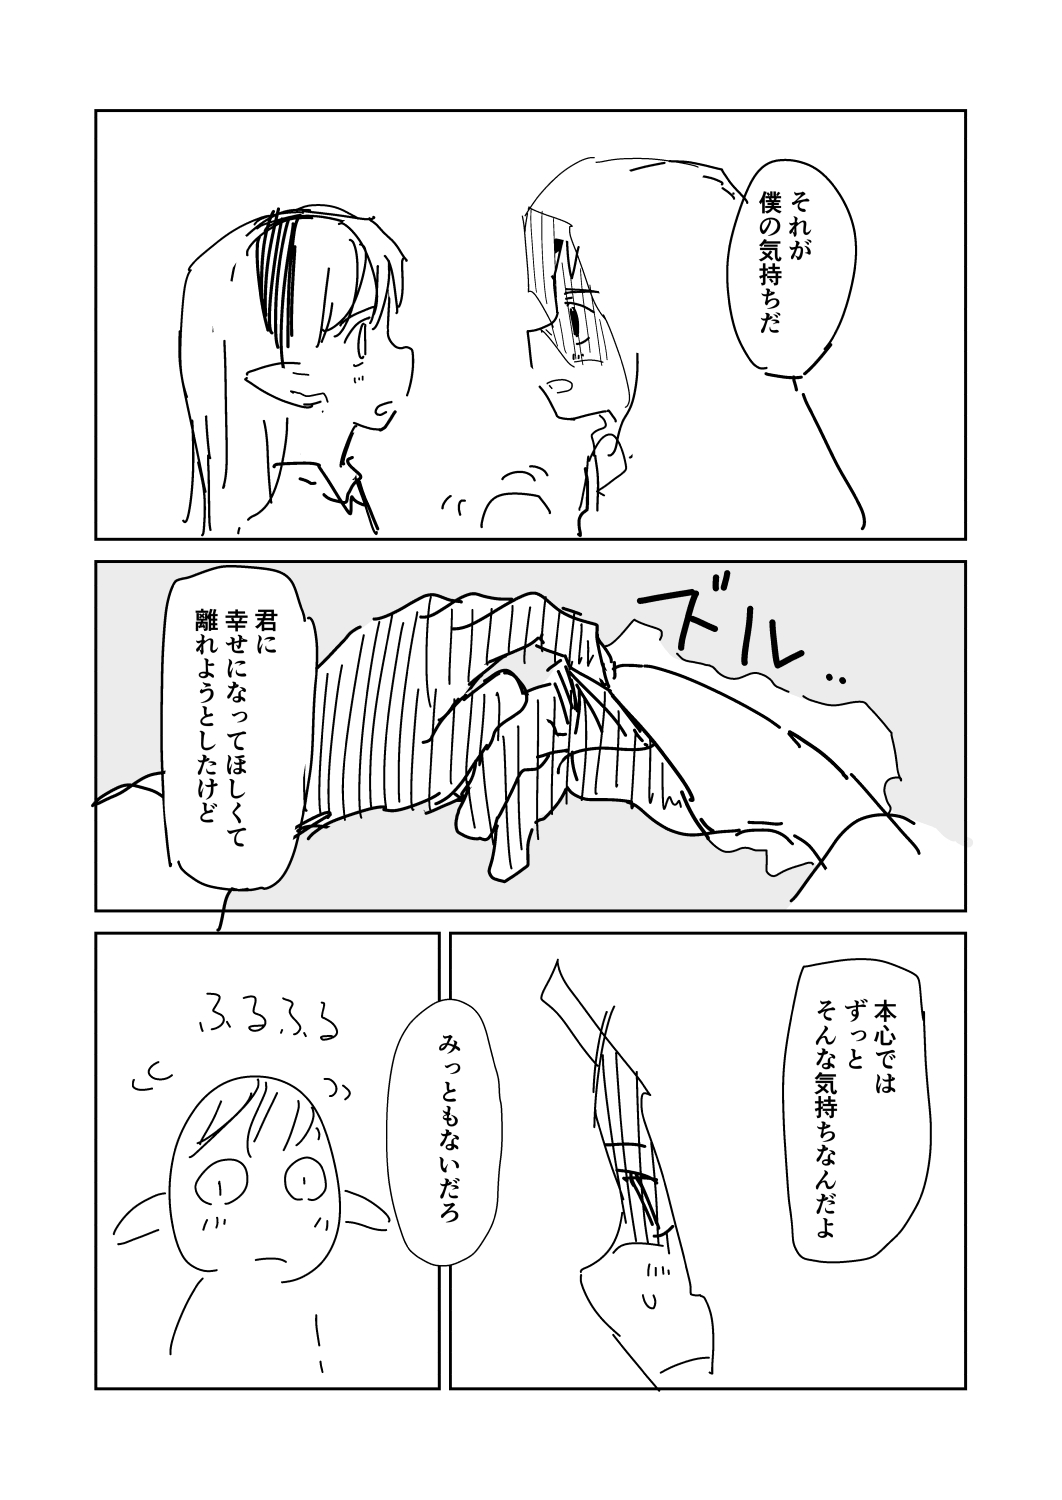 それが
僕の気持ちだ
ズル‥
君に
幸せになってほしくて
離れようとしたけど
本心では
ずっと
そんな気持ちなんだよ
みっともないだろ
ふるふる